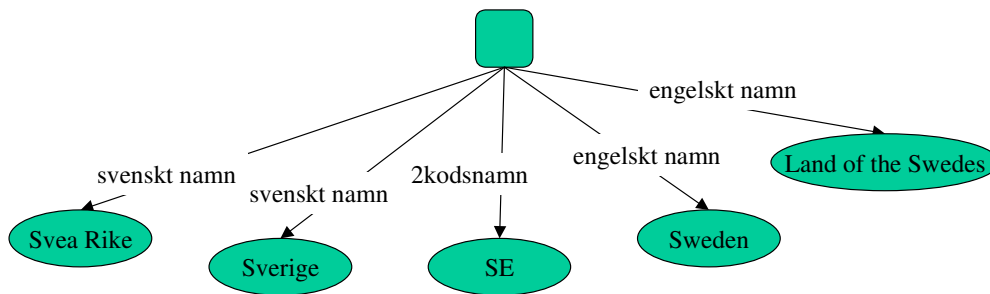 engelskt namn
Land of the Swedes
engelskt namn
2kodsnamn
svenskt namn
svenskt namn
Svea Rike
Sverige
SE
Sweden